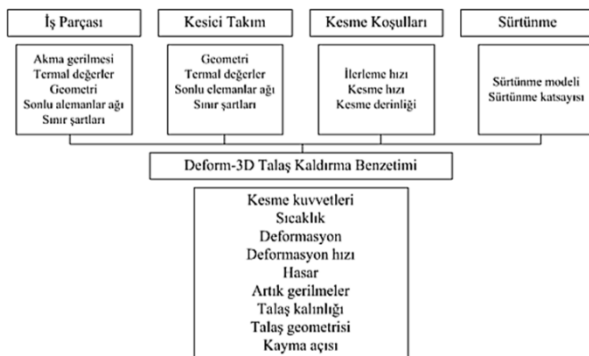 İş Parçası
Akma gerilmesi
Termal değerler
Geometri
Sonlu alemanlar ağı
Sınır şartları
Kesici Takım
Geometri
Termal değerler
Sonlu elemanlar ağı
Sınır şartları
Kesme Koşulları
İlerleme hızı
Kesme hızı
Kesme derinliği
Sürtünme
Sürtünme modeli
Sürtünme katsayısı
Deform-3D Talaş Kaldırma Benzetimi
Kesme kuvvetleri
Sıcaklık
Deformasyon
Deformasyon hızı
Hasar
Artık gerilmeler
Talaş kalınlığı
Talaş geometrisi
Kayma açısı